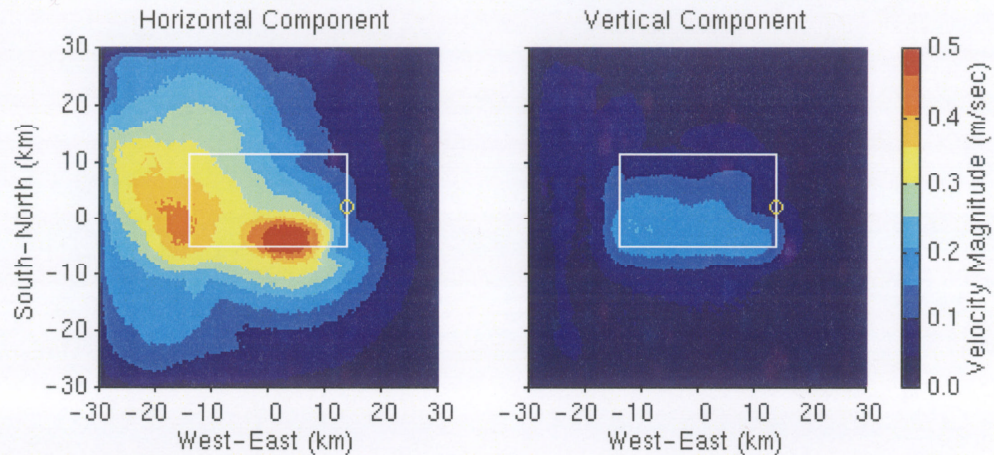 Horizontal Component
Vertical Component
30
20
10
0
-10
-20
-30
South-North (km)
-30 -20 -10 0 10 20 30
West-East (km)
-30 -20 -10 0 10 20 30
West-East (km)
0.5
0.4
0.3
0.2
0.1
0.0
Velocity Magnitude (m/sec)